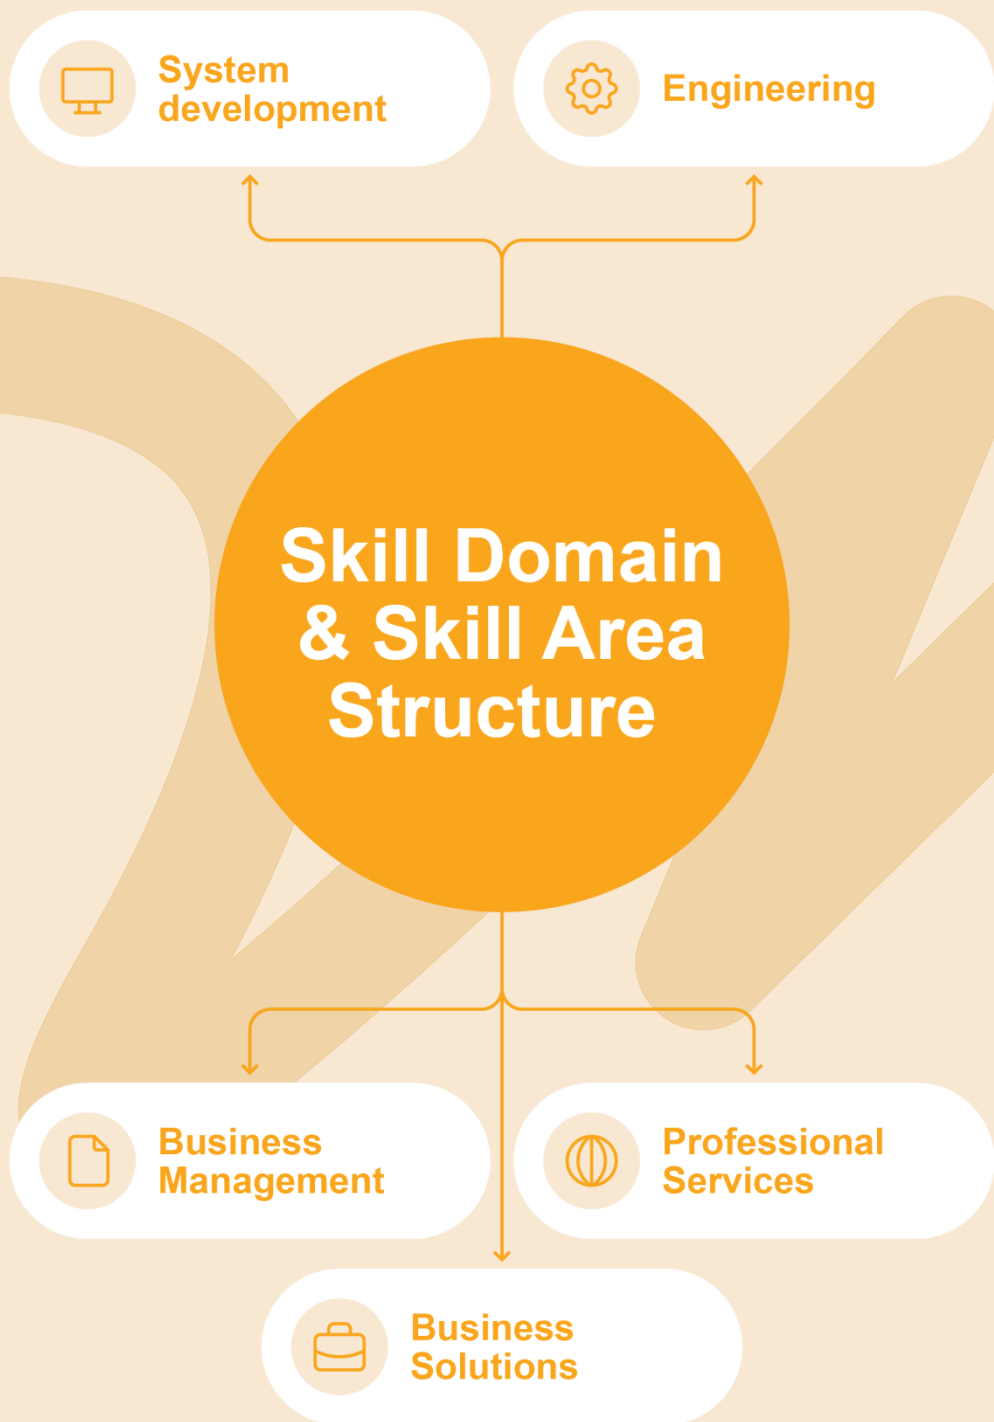 System
development
Engineering
Skill Domain
& Skill Area
Structure
Business
Management
Professional
Services
Business
Solutions